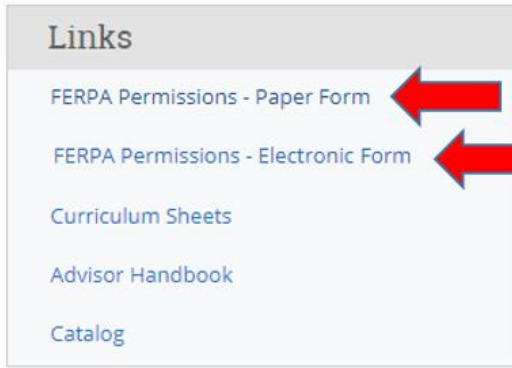 Links
FERPA Permissions - Paper Form
FERPA Permissions - Electronic Form
Curriculum Sheets
Advisor Handbook
Catalog